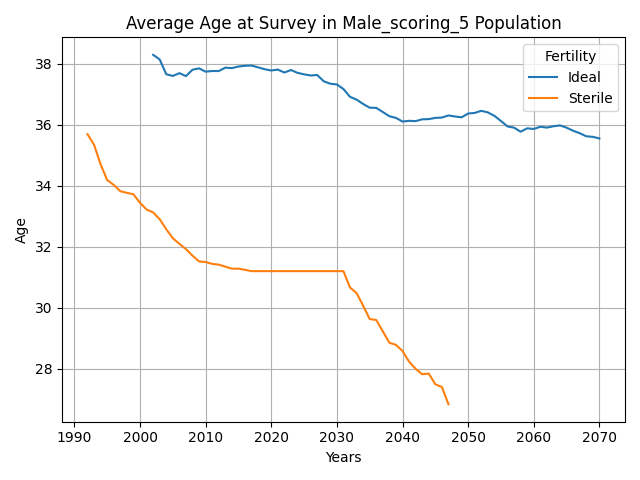 Average Age at Survey in Male_scoring_5 Population
Fertility
Ideal
Sterile
Age
38
36
34
32
30
28
1990 2000 2010 2020 2030 2040 2050 2060 2070
Years